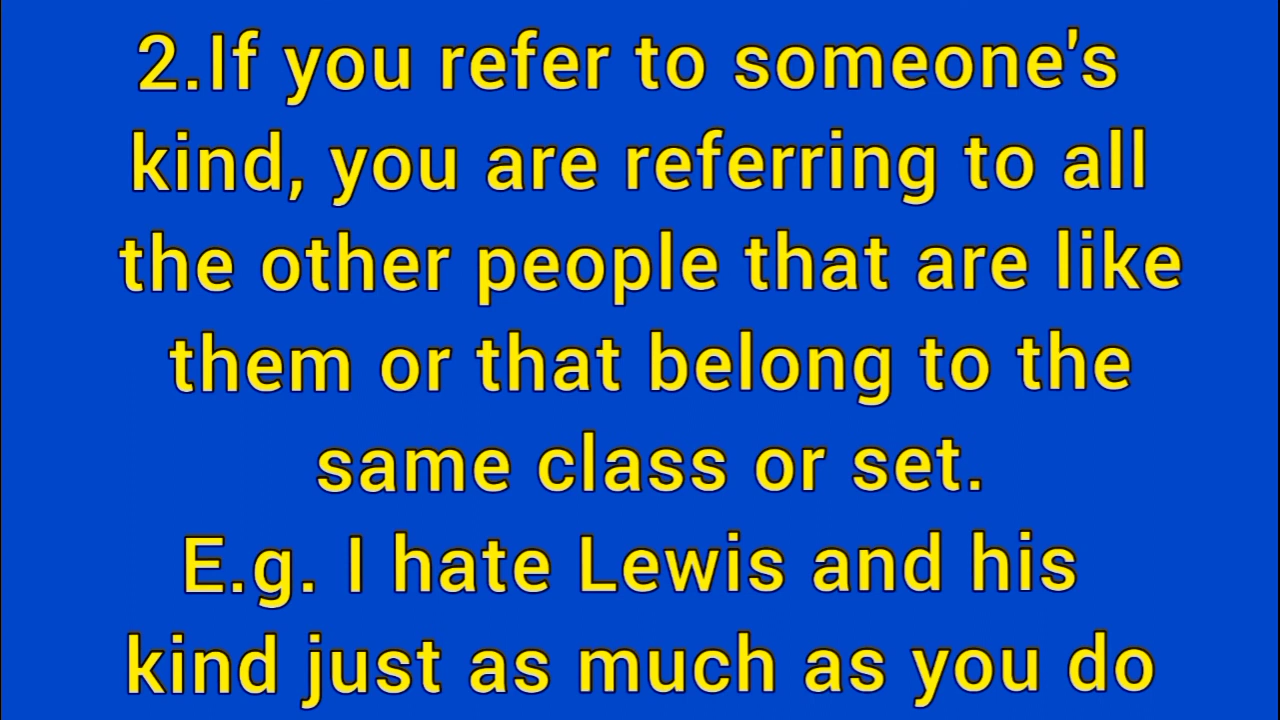 2.If you refer to someone's
kind, you are referring to all
the other people that are like
them or that belong to the
same class or set.
E.g. I hate Lewis and his
kind just as much as you do